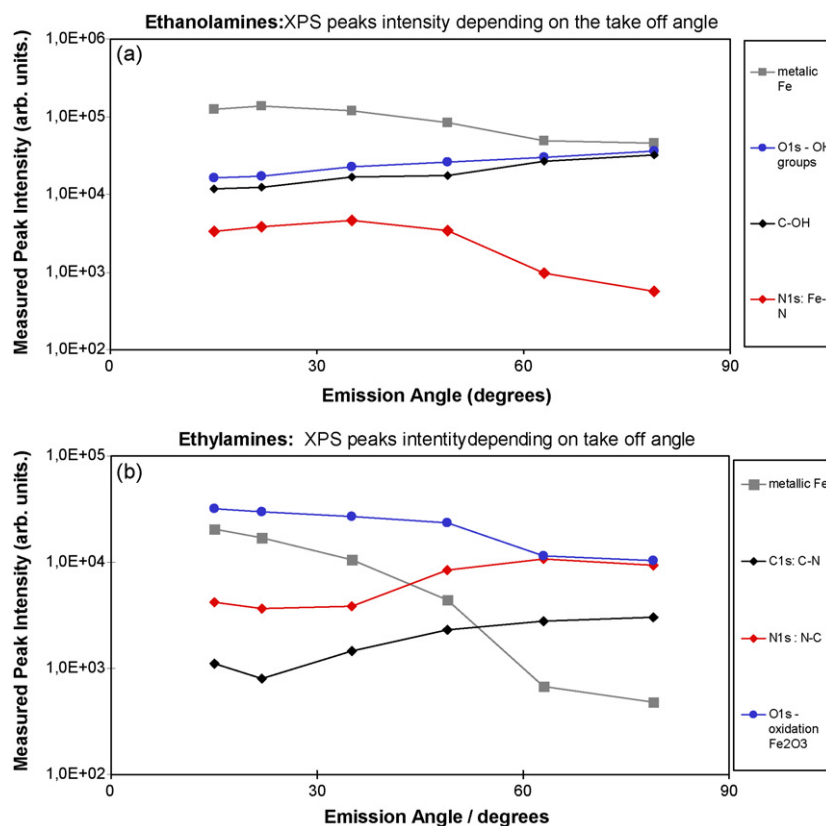 Ethanolamines:XPS peaks intensity depending on the take off angle
(a)
Measured Peak Intensity (arb. units.)
1,0E+06
1,0E+05
1,0E+04
1,0E+03
1,0E+02
0
30
60
90
Emission Angle (degrees)
metalic
Fe
O1s - OH
groups
C-OH
N1s: Fe-
N
Ethylamines: XPS peaks intentitydepending on take off angle
(b)
Measured Peak Intensity (arb. units.)
1,0E+05
1,0E+04
1,0E+03
1,0E+02
0
30
60
90
Emission Angle / degrees
metallic Fe
C1s: C-N
N1s : N-C
O1s -
oxidation
Fe2O3